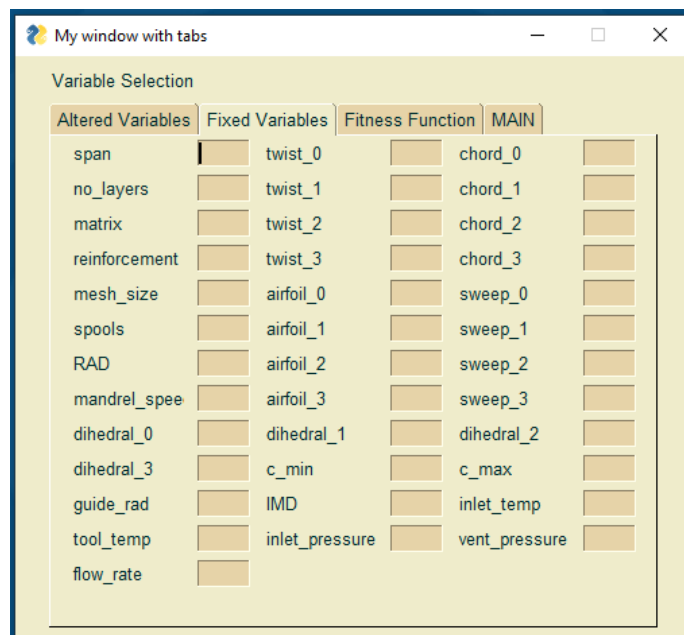 My window with tabs
Variable Selection
Altered Variables Fixed Variables Fitness Function MAIN
span twist_0 chord_0
no_layers twist_1 chord_1
matrix twist_2 chord_2
reinforcement twist_3 chord_3
mesh_size airfoil_0 sweep_0
spools airfoil_1 sweep_1
RAD airfoil_2 sweep_2
mandrel_spee airfoil_3 sweep_3
dihedral_0 dihedral_1 dihedral_2
dihedral_3 c_min c_max
guide_rad IMD inlet_temp
tool_temp inlet_pressure vent_pressure
flow_rate